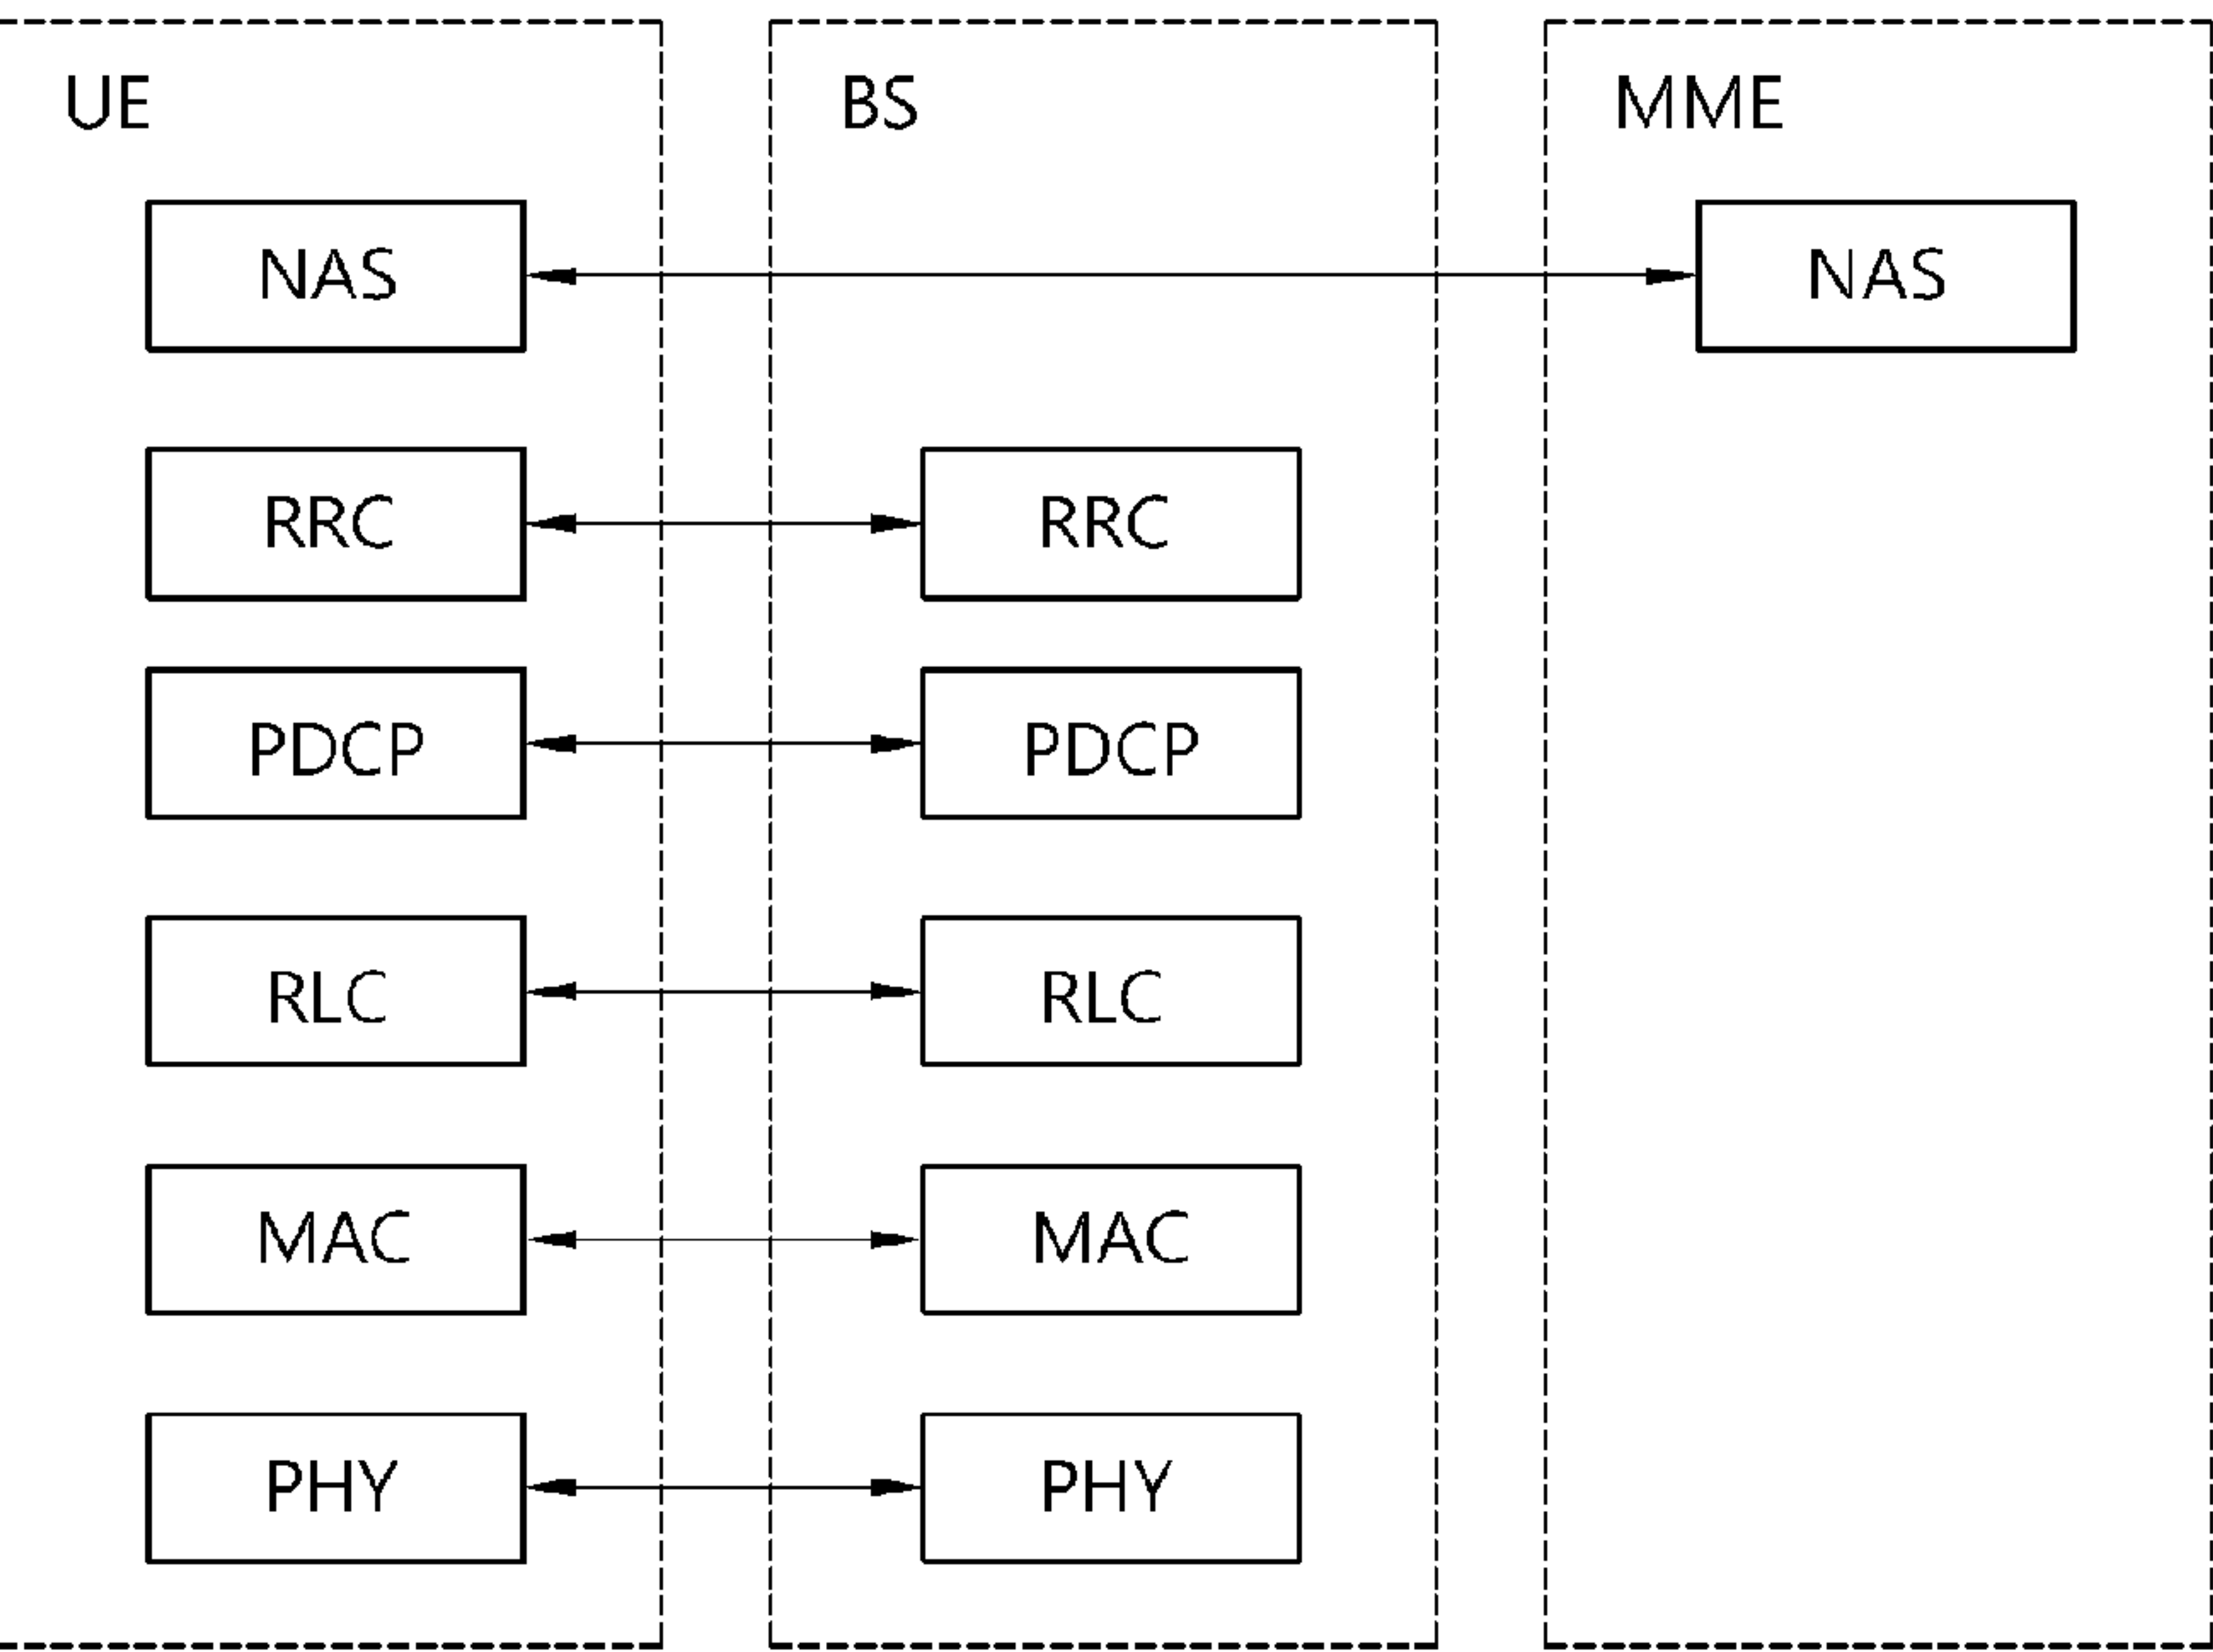 UE
BS
MME
NAS
NAS
RRC
RRC
PDCP
PDCP
RLC
RLC
MAC
MAC
PHY
PHY